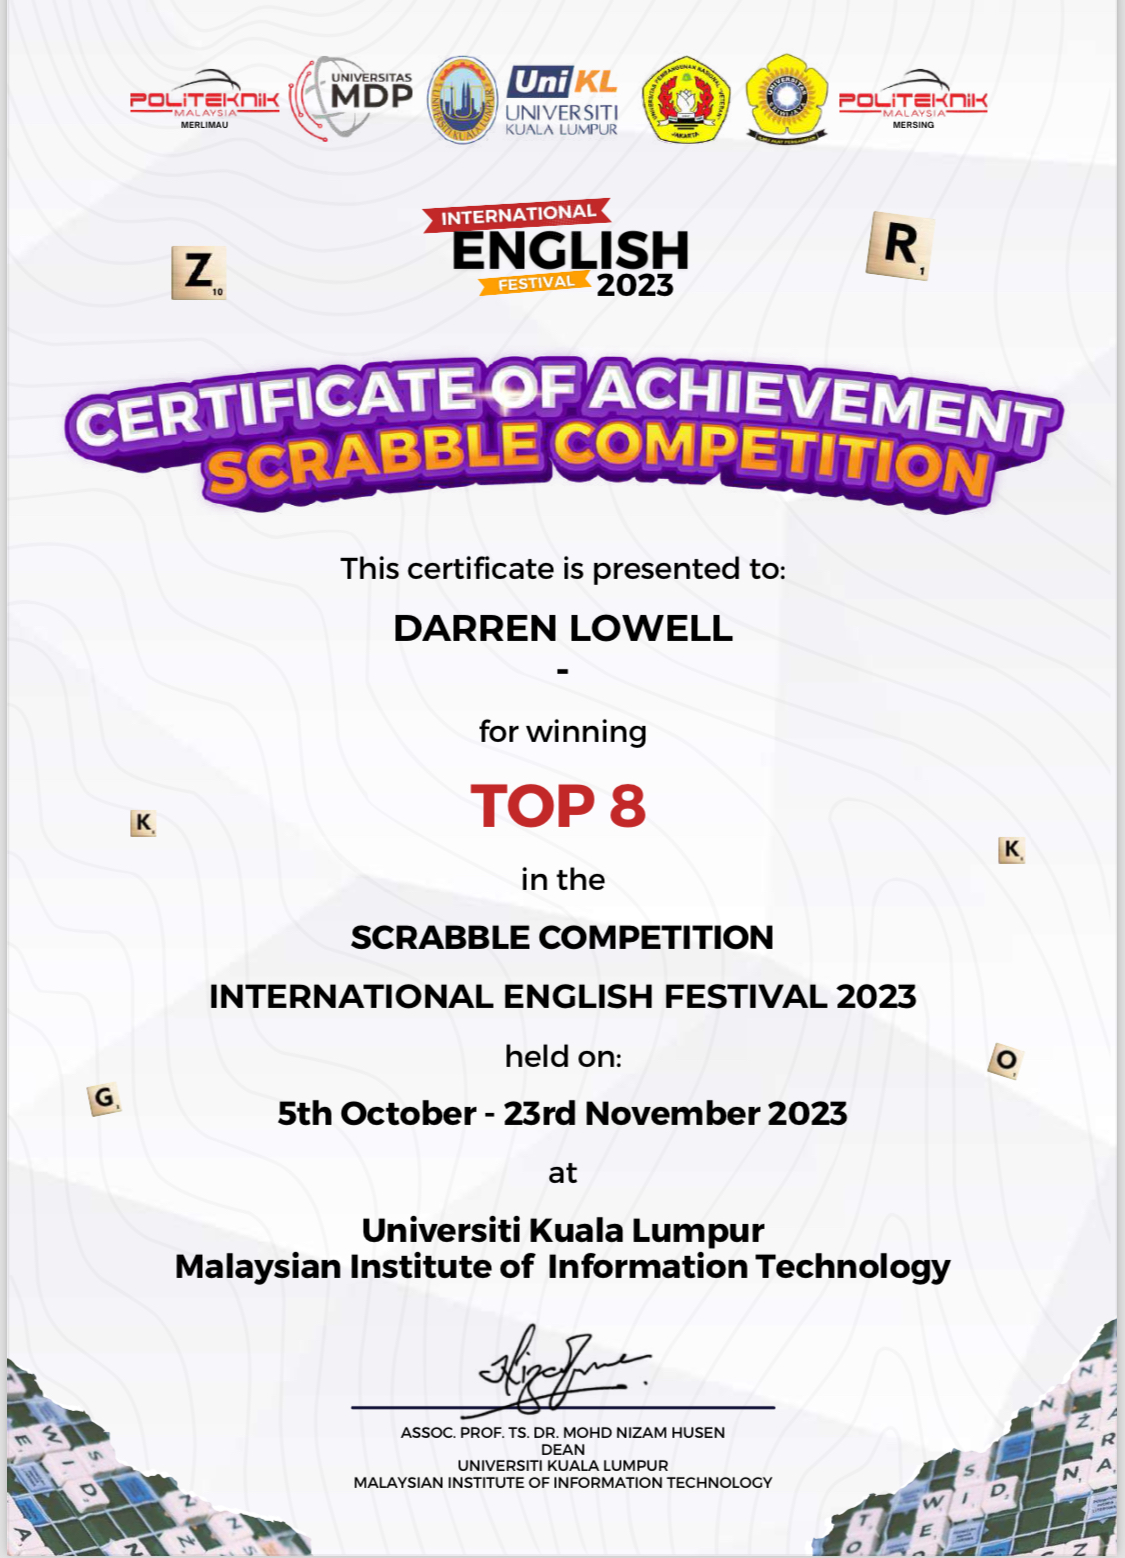 POLITEKNIK
MALAYSIA
MERLIMAU
UNIVERSITAS
MDP
UniKL
UNIVERSITI
KUALA LUMPUR
JAKARTA
POLITEKNIK
MALAYSIA
MERSING
INTERNATIONAL
ENGLISH
FESTIVAL 2023
Z
10
R
1
CERTIFICATE OF ACHIEVEMENT
SCRABBLE COMPETITION
This certificate is presented to:
DARREN LOWELL
-
for winning
TOP 8
K
in the
K
SCRABBLE COMPETITION
INTERNATIONAL ENGLISH FESTIVAL 2023
held on:
O
G
5th October - 23rd November 2023
at
Universiti Kuala Lumpur
Malaysian Institute of Information Technology
ASSOC. PROF. TS. DR. MOHD NIZAM HUSEN
DEAN
UNIVERSITI KUALA LUMPUR
MALAYSIAN INSTITUTE OF INFORMATION TECHNOLOGY